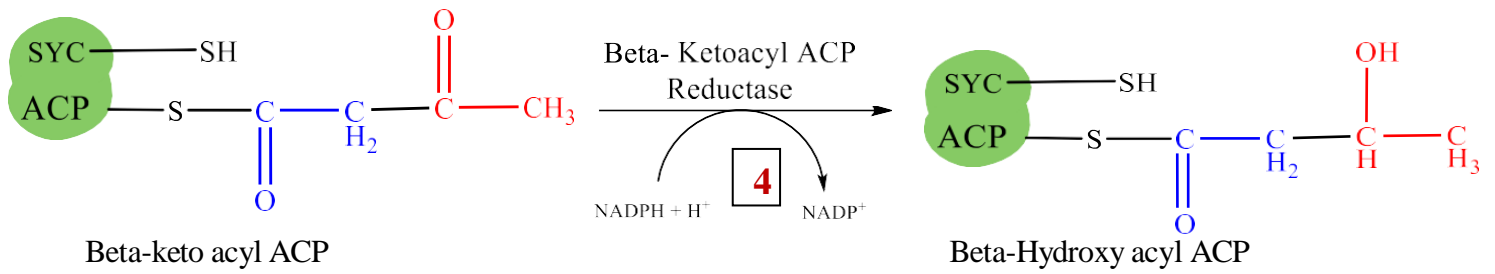 O
SYC SH
Beta- Ketoacyl ACP
Reductase
ACP S C C C CH₃
H₂
O
4
NADPH + H⁺ NADP⁺
Beta-keto acyl ACP
OH
SYC SH
ACP S C C C C
H₂ H H₃
O
Beta-Hydroxy acyl ACP